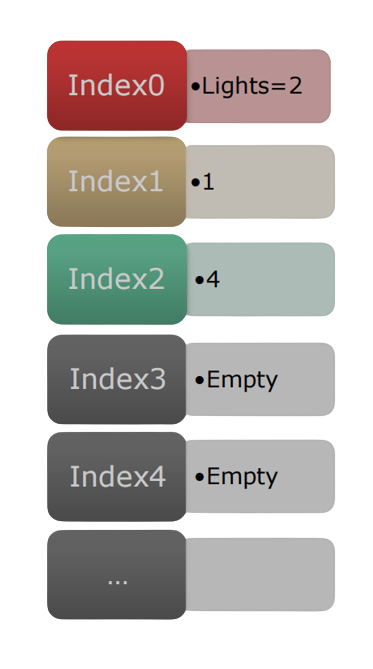 Index0
•Lights=2
Index1
•1
Index2
•4
Index3
•Empty
Index4
•Empty
...